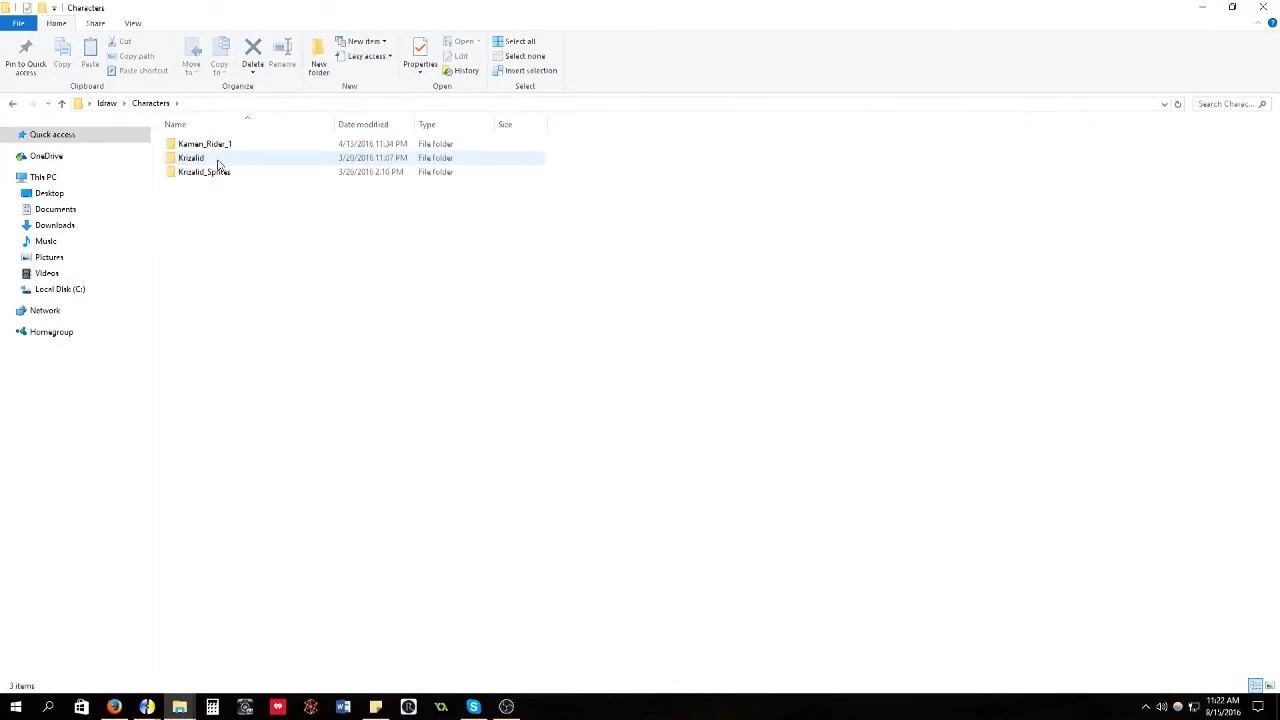 Characters
File Home Share View
Pin to Quick access Copy Paste Cut Copy path Paste shortcut Move to Copy to Delete Rename New folder New item Easy access Properties Open Edit History Select all Select none Invert selection
Clipboard Organize New Open Select
Idraw Characters Search Charac...
Name Date modified Type Size
Quick access
OneDrive
This PC
Desktop
Documents
Downloads
Music
Pictures
Videos
Local Disk (C:)
Network
Homegroup
Kamen_Rider_1 4/13/2016 11:34 PM File folder
Krizalid 3/20/2016 11:07 PM File folder
Krizalid_Sprites 3/26/2016 2:10 PM File folder
3 items
11:22 AM
8/15/2016